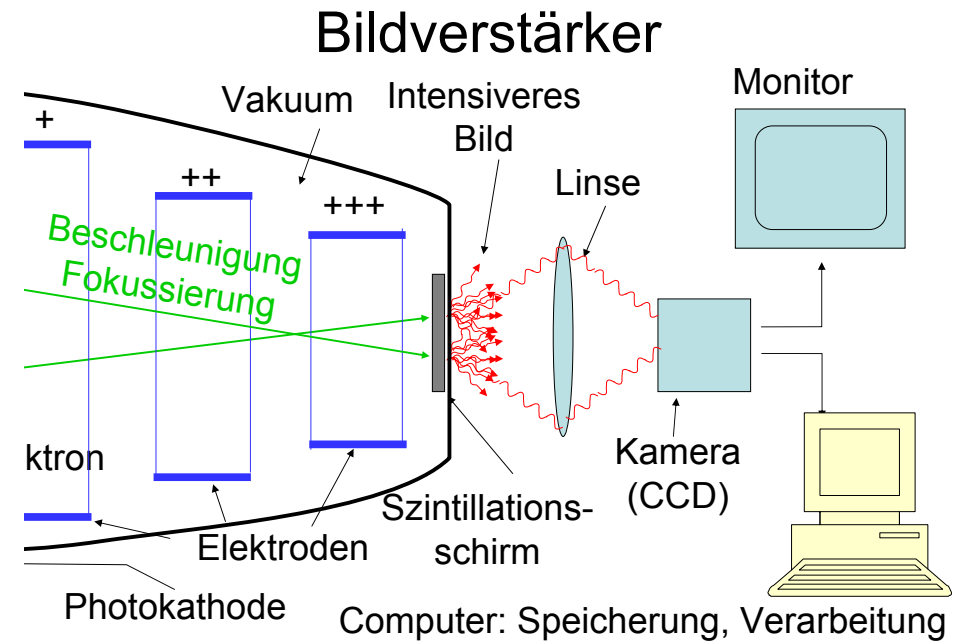 Bildverstärker
Vakuum
Intensiveres
Bild
Monitor
+
++
+++
Linse
Beschleunigung
Fokussierung
ktron
Elektroden
Photokathode
Szintillations-
schirm
Kamera
(CCD)
Computer: Speicherung, Verarbeitung